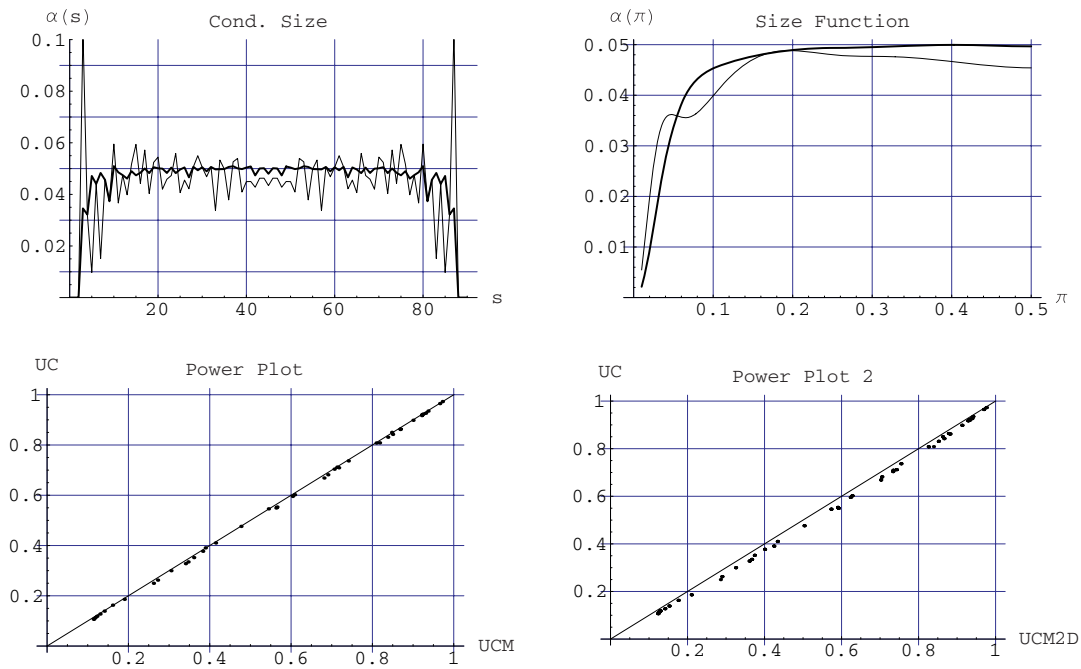 α(s)
Cond. Size
0.1
0.08
0.06
0.04
0.02
20 40 60 80 s
α(π)
Size Function
0.05
0.04
0.03
0.02
0.01
0.1 0.2 0.3 0.4 0.5 π
UC
Power Plot
1
0.8
0.6
0.4
0.2
0.2 0.4 0.6 0.8 1 UCM
UC
Power Plot 2
1
0.8
0.6
0.4
0.2
0.2 0.4 0.6 0.8 1 UCM2D